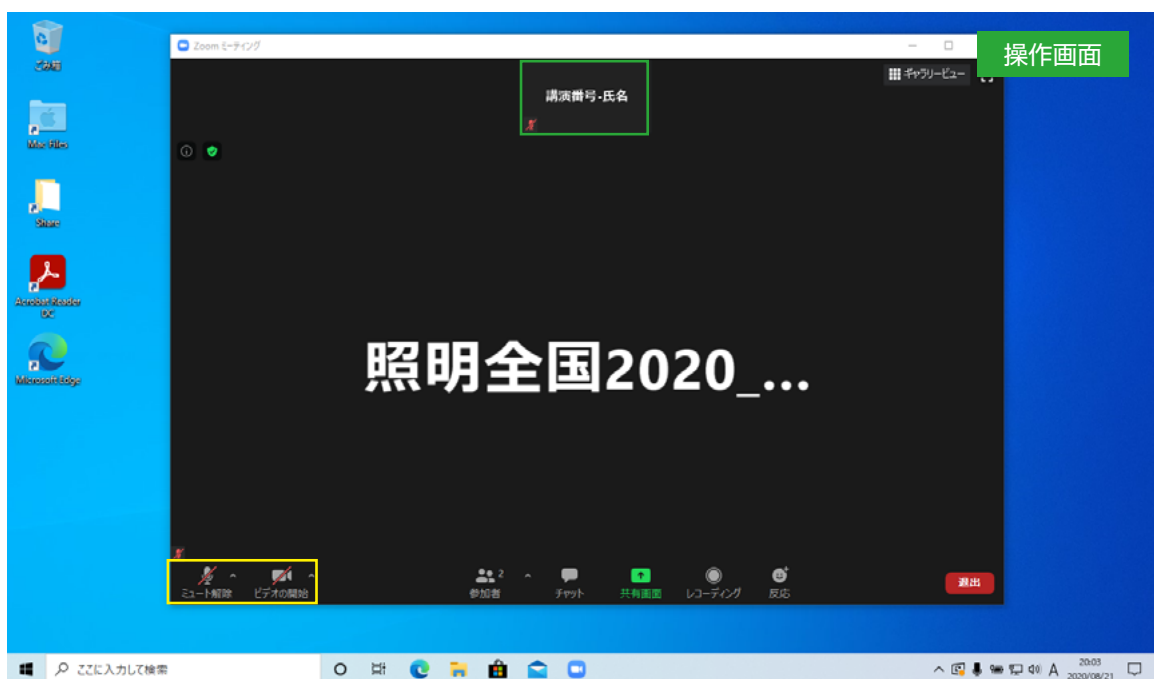 ごみ箱
Zoom ミーティング
操作画面
講演番号-氏名
ギャラリービュー
Mac Files
Share
Acrobat Reader
DC
Microsoft Edge
照明全国2020_...
ミュート解除
ビデオの開始
2
参加者
チャット
共有画面
レコーディング
反応
退出
ここに入力して検索
A
20:03
2020/08/21